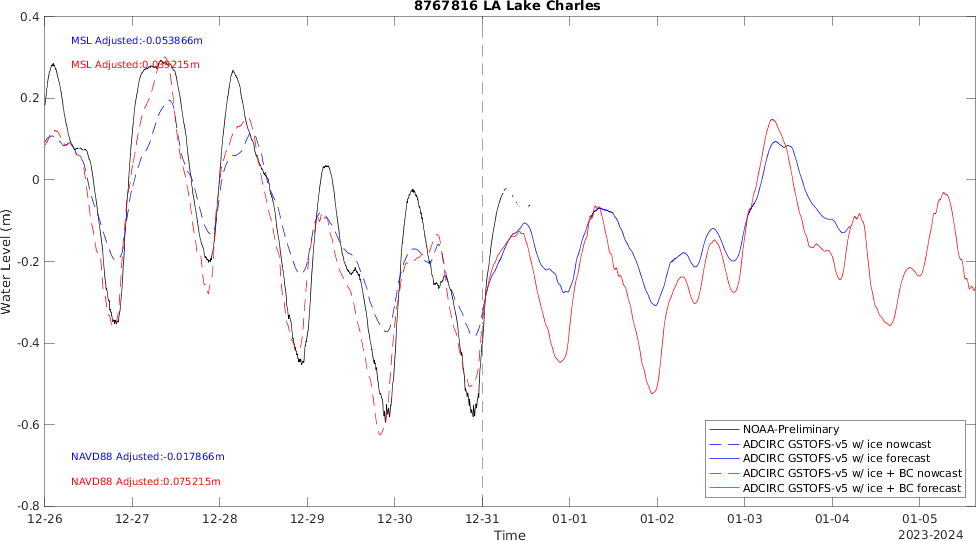 8767816 LA Lake Charles
MSL Adjusted:-0.053866m
MSL Adjusted:0.039215m
NAVD88 Adjusted:-0.017866m
NAVD88 Adjusted:0.075215m
Water Level (m)
0.4
0.2
0
-0.2
-0.4
-0.6
-0.8
NOAA-Preliminary
ADCIRC GSTOFS-v5 w/ ice nowcast
ADCIRC GSTOFS-v5 w/ ice forecast
ADCIRC GSTOFS-v5 w/ ice + BC nowcast
ADCIRC GSTOFS-v5 w/ ice + BC forecast
12-26 12-27 12-28 12-29 12-30 12-31 01-01 01-02 01-03 01-04 01-05
Time
2023-2024